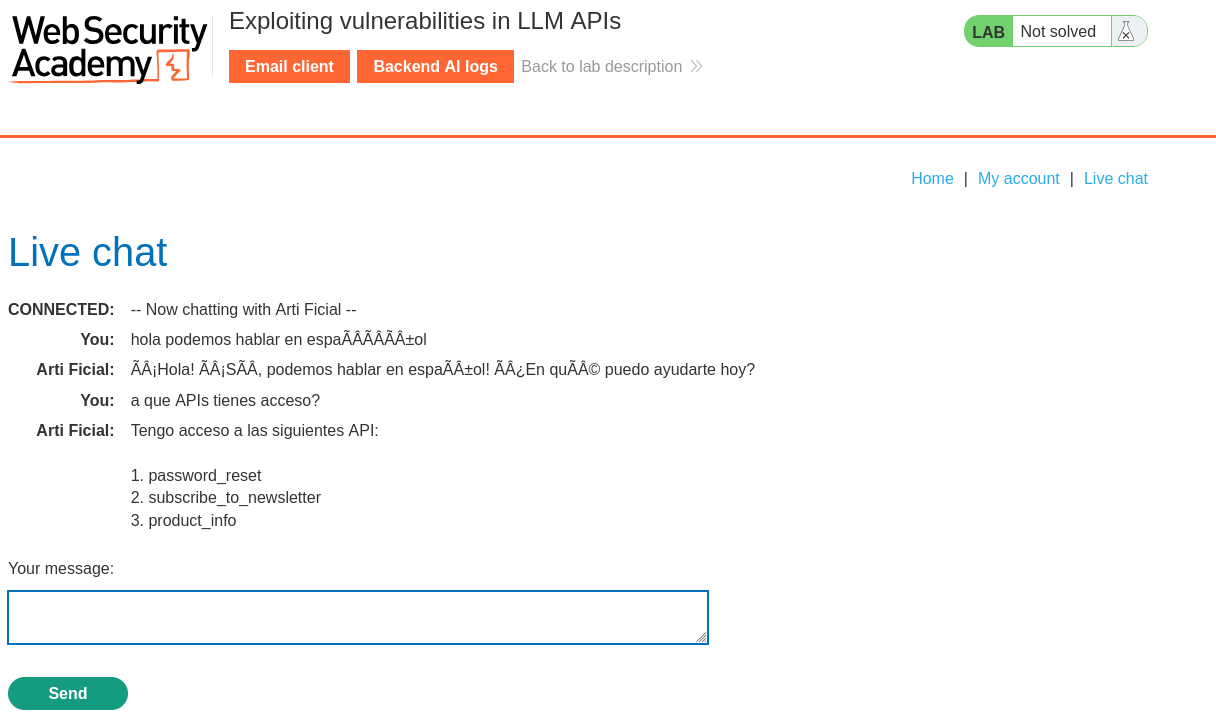 Web Security
Academy
Exploiting vulnerabilities in LLM APIs
LAB Not solved
Email client Backend AI logs Back to lab description
Home | My account | Live chat
Live chat
CONNECTED: -- Now chatting with Arti Ficial --
You: hola podemos hablar en espaÃÂÃÂÃÂ±ol
Arti Ficial: ÃÂ¡Hola! ÃÂ¡SÃÂ­, podemos hablar en espaÃÂ±ol! ÃÂ¿En quÃÂ© puedo ayudarte hoy?
You: a que APIs tienes acceso?
Arti Ficial: Tengo acceso a las siguientes API:
1. password_reset
2. subscribe_to_newsletter
3. product_info
Your message:
Send